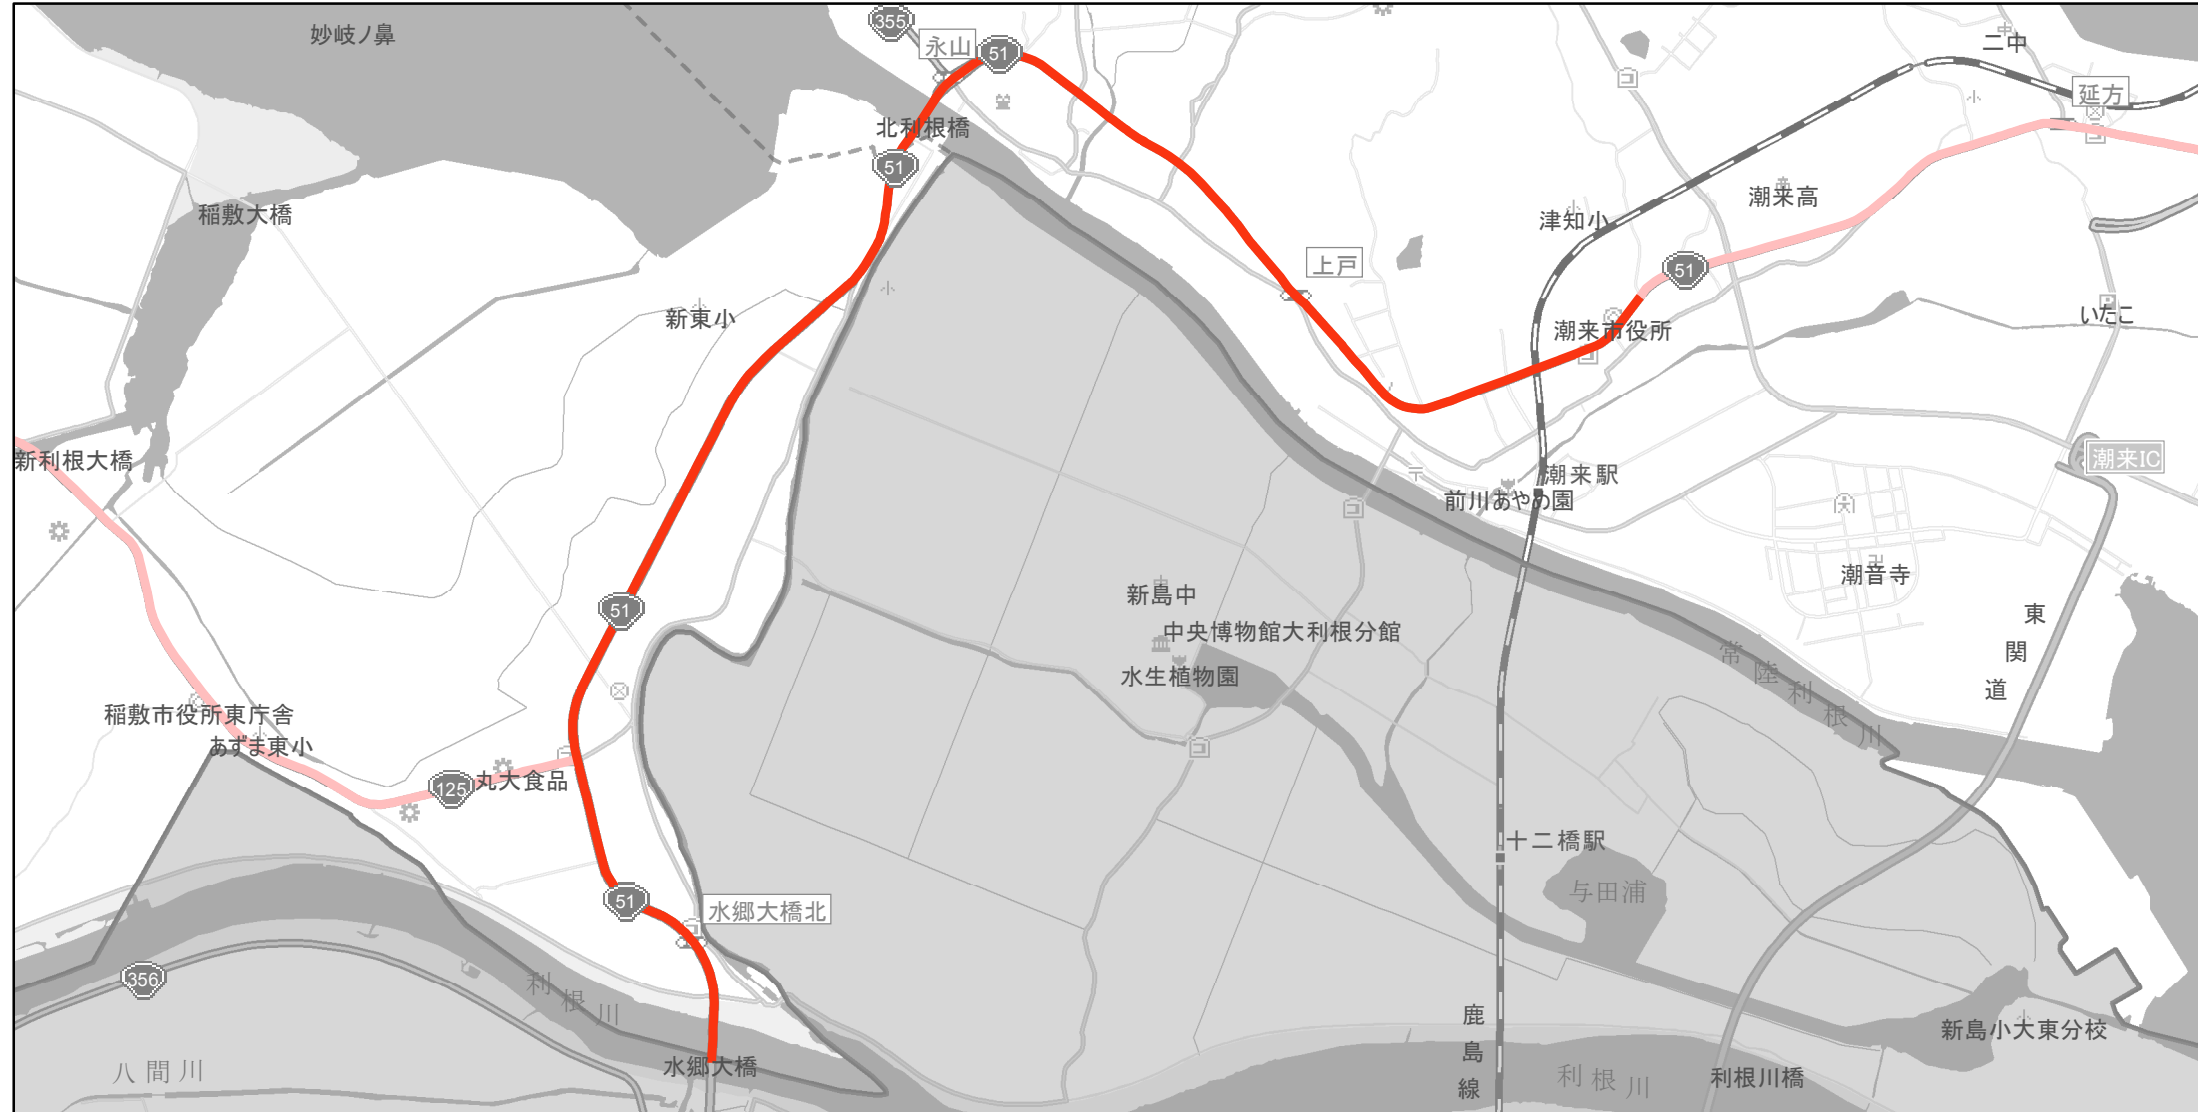 妙岐ノ鼻
355
永山
51
二中
延方
北利根橋
51
稲敷大橋
潮来高
津知小
上戸
51
新東小
潮来市役所
いたこ
新利根大橋
潮来IC
潮来駅
前川あやめ園
潮音寺
新島中
51
東関道
中央博物館大利根分館
水生植物園
常陸利根川
稲敷市役所東庁舎
あずま東小
125
丸大食品
十二橋駅
与田浦
51
水郷大橋北
356
利根川
鹿島線
新島小大東分校
水郷大橋
八間川
利根川
利根川橋